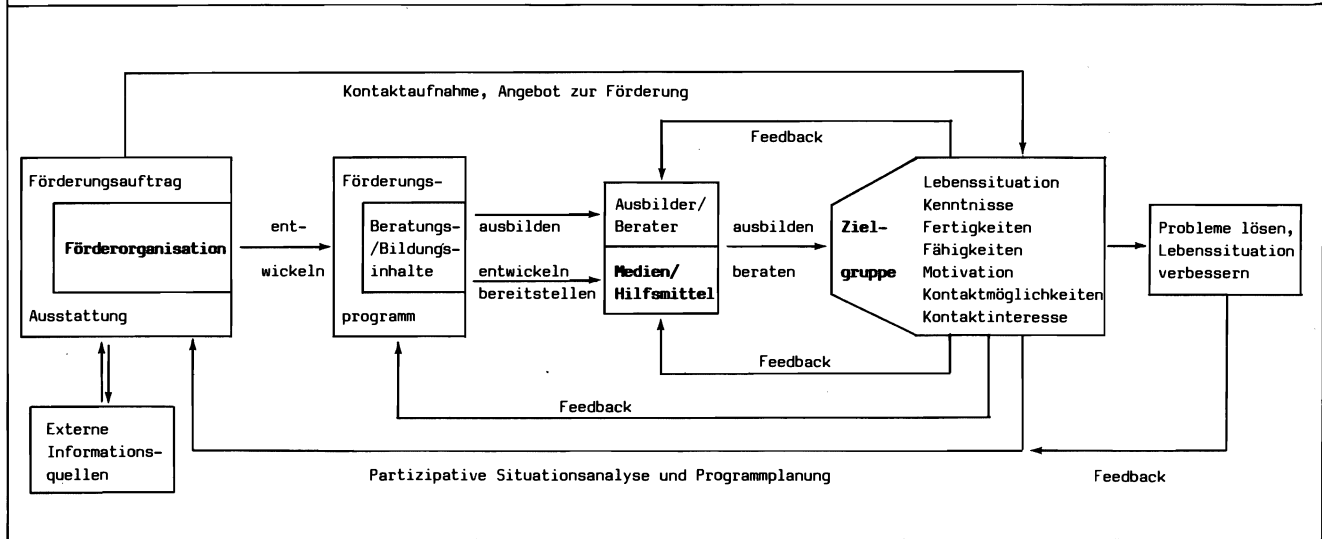 Kontaktaufnahme, Angebot zur Förderung
Feedback
Förderungsauftrag
Förderorganisation
Ausstattung
ent-
wickeln
Förderungs-
Beratungs-
/Bildungs-
inhalte
programm
ausbilden
entwickeln
bereitstellen
Ausbilder/
Berater
Medien/
Hilfsmittel
ausbilden
beraten
Ziel-
gruppe
Lebenssituation
Kenntnisse
Fertigkeiten
Fähigkeiten
Motivation
Kontaktmöglichkeiten
Kontaktinteresse
Probleme lösen,
Lebenssituation
verbessern
Feedback
Feedback
Externe
Informations-
quellen
Partizipative Situationsanalyse und Programmplanung
Feedback